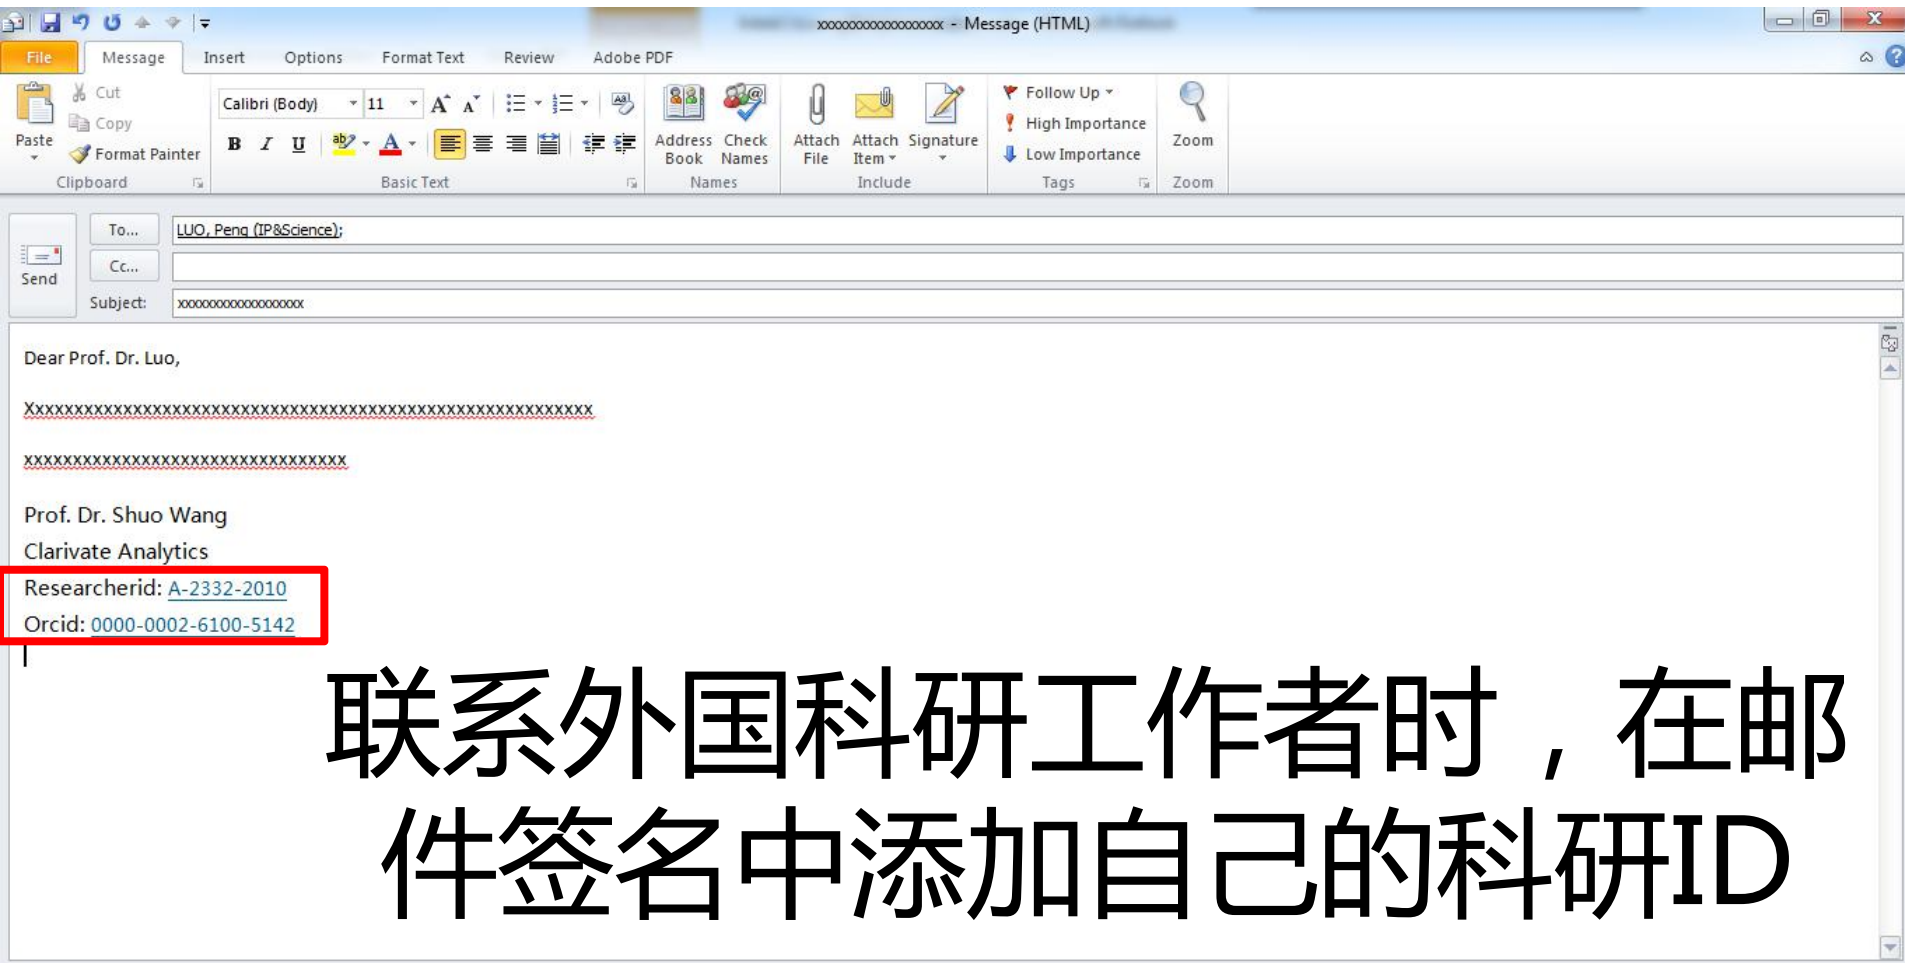 xxxxxxxxxxxxxxxxxx - Message (HTML)
File Message Insert Options Format Text Review Adobe PDF
Paste
Cut
Copy
Format Painter
Clipboard
Calibri (Body) 11
Basic Text
Address Book
Check Names
Names
Attach File
Attach Item
Signature
Include
Follow Up
High Importance
Low Importance
Tags
Zoom
Zoom
Send
To... LUO, Peng (IP&Science);
Cc...
Subject: xxxxxxxxxxxxxxxxxx
Dear Prof. Dr. Luo,
Xxxxxxxxxxxxxxxxxxxxxxxxxxxxxxxxxxxxxxxxxxxxxxxxxxxxxxxxxx
xxxxxxxxxxxxxxxxxxxxxxxxxxxxxxxxx
Prof. Dr. Shuo Wang
Clarivate Analytics
Researcherid: A-2332-2010
Orcid: 0000-0002-6100-5142
联系外国科研工作者时，在邮
件签名中添加自己的科研ID